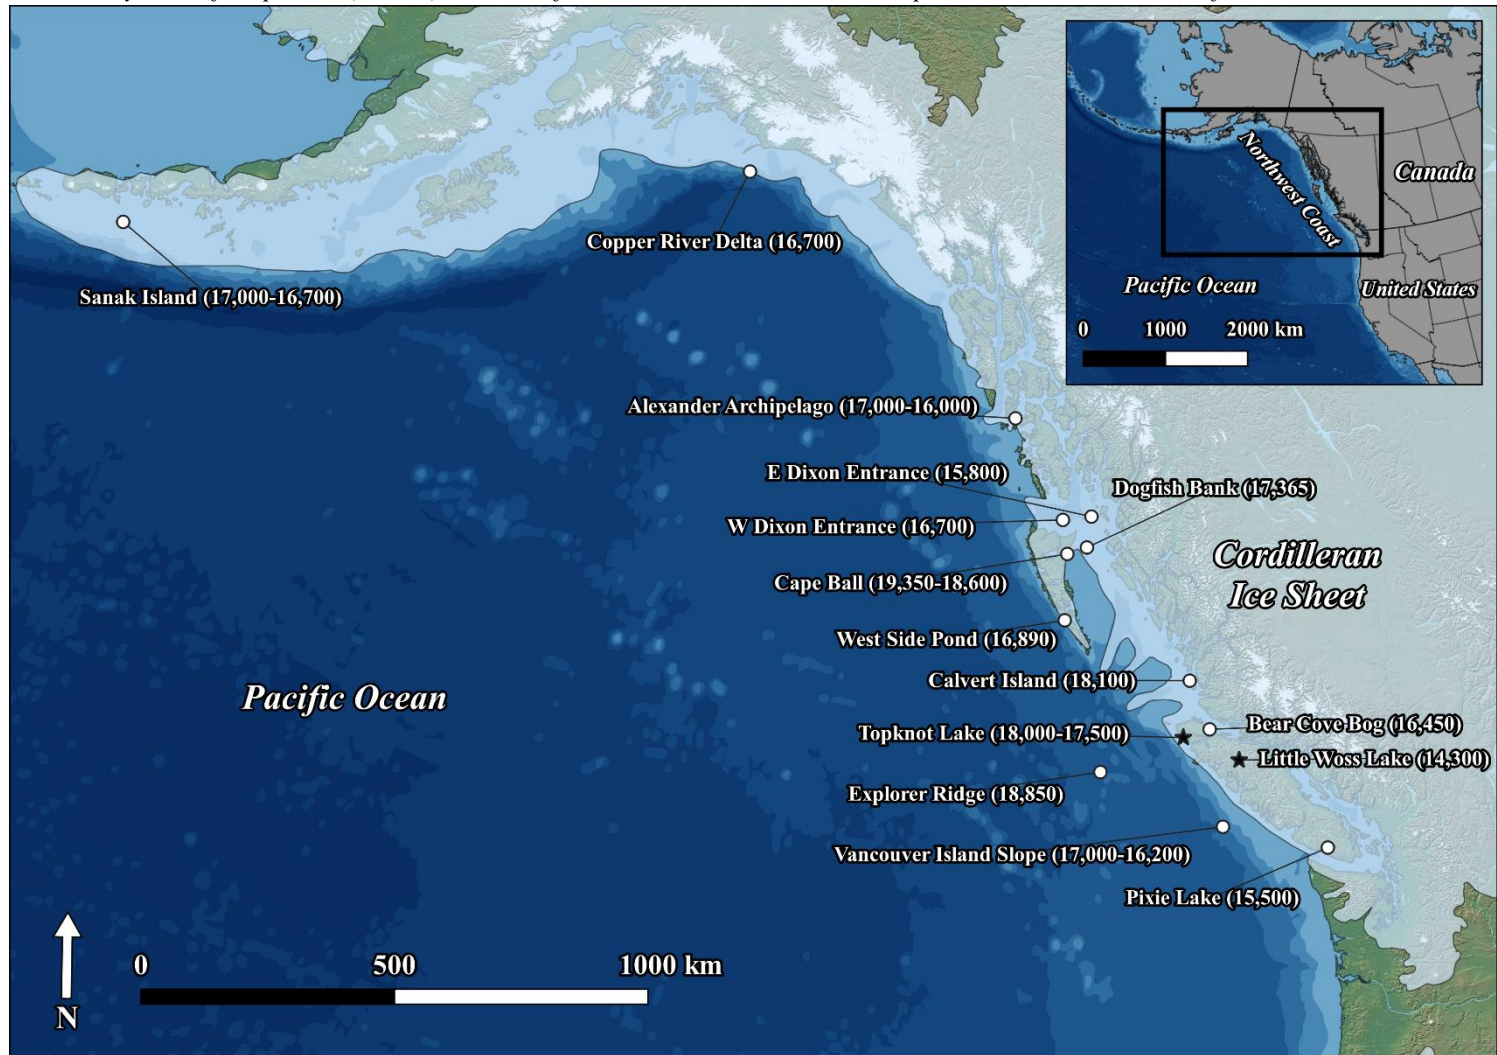 Copper River Delta (16,700)
Sanak Island (17,000-16,700)
Alexander Archipelago (17,000-16,000)
E Dixon Entrance (15,800)
Dogfish Bank (17,365)
W Dixon Entrance (16,700)
Cape Ball (19,350-18,600)
West Side Pond (16,890)
Calvert Island (18,100)
Topknot Lake (18,000-17,500)
Bear Cove Bog (16,450)
Little Woss Lake (14,300)
Explorer Ridge (18,850)
Vancouver Island Slope (17,000-16,200)
Pixie Lake (15,500)
Cordilleran
Ice Sheet
Pacific Ocean
N
0 500 1000 km
Northwest Coast
Canada
Pacific Ocean
United States
0 1000 2000 km